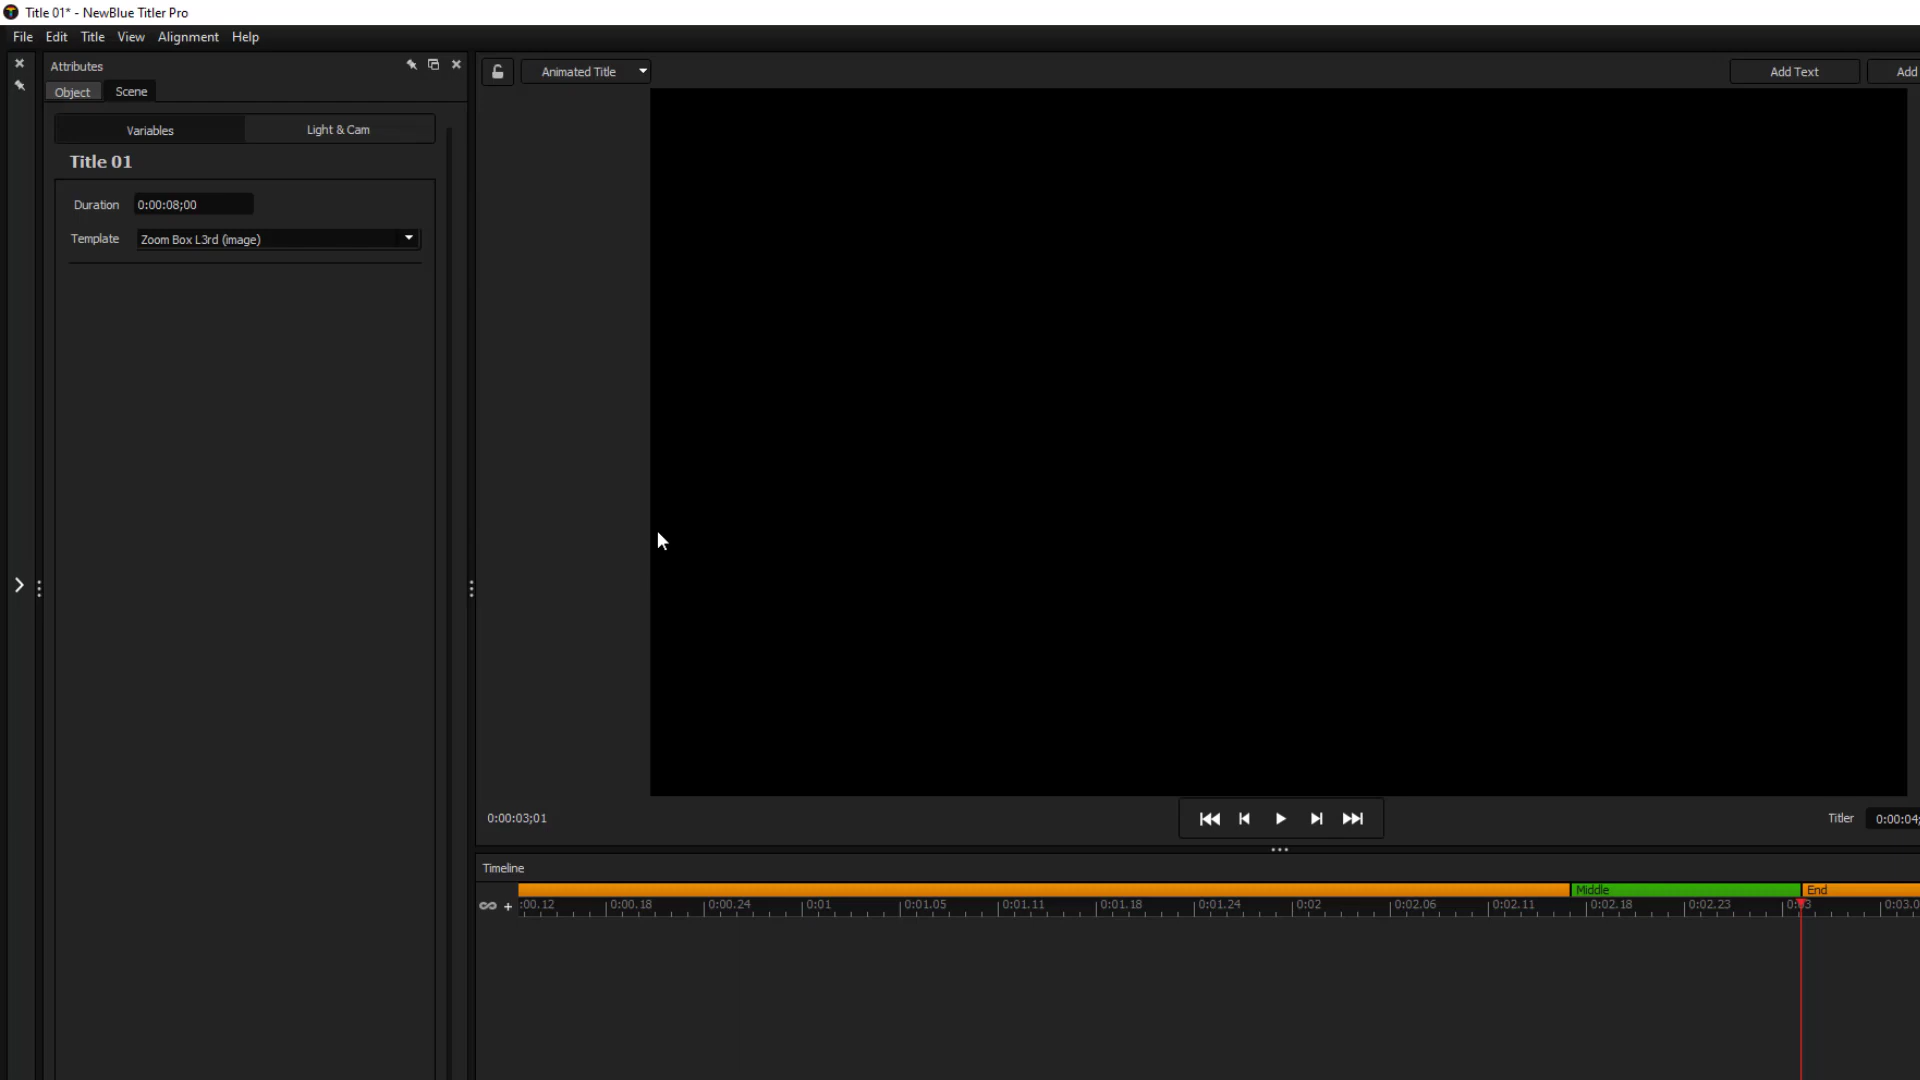 Title 01* - NewBlue Titler Pro
File Edit Title View Alignment Help
Attributes
Object Scene
Variables Light & Cam
Title 01
Duration 0:00:08;00
Template Zoom Box L3rd (image)
Animated Title
Add Text Add
0:00:03;01
Titler 0:00:04;
Timeline
Middle End
:00.12 0:00.18 0:00.24 0:01 0:01.05 0:01.11 0:01.18 0:01.24 0:02 0:02.06 0:02.11 0:02.18 0:02.23 0:03 0:03.0